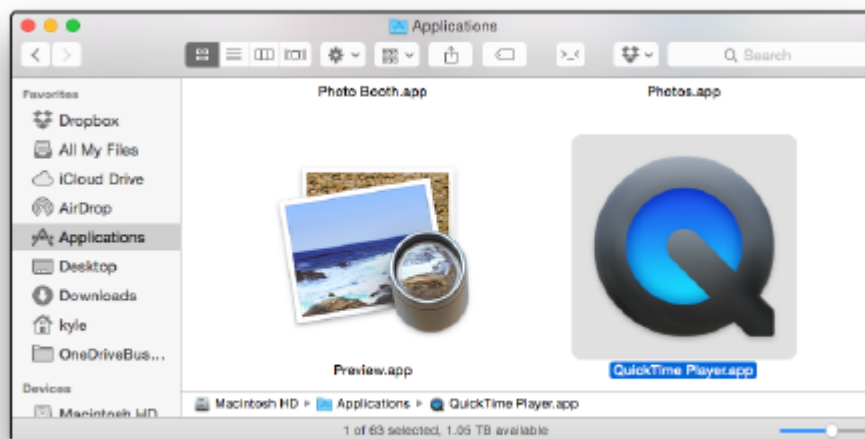 Applications
Search
Favorites
Dropbox
All My Files
iCloud Drive
AirDrop
Applications
Desktop
Downloads
kyle
OneDriveBus...
Devices
Macintosh HD
Photo Booth.app
Photos.app
Preview.app
QuickTime Player.app
Macintosh HD ▸ Applications ▸ QuickTime Player.app
1 of 63 selected, 1.05 TB available